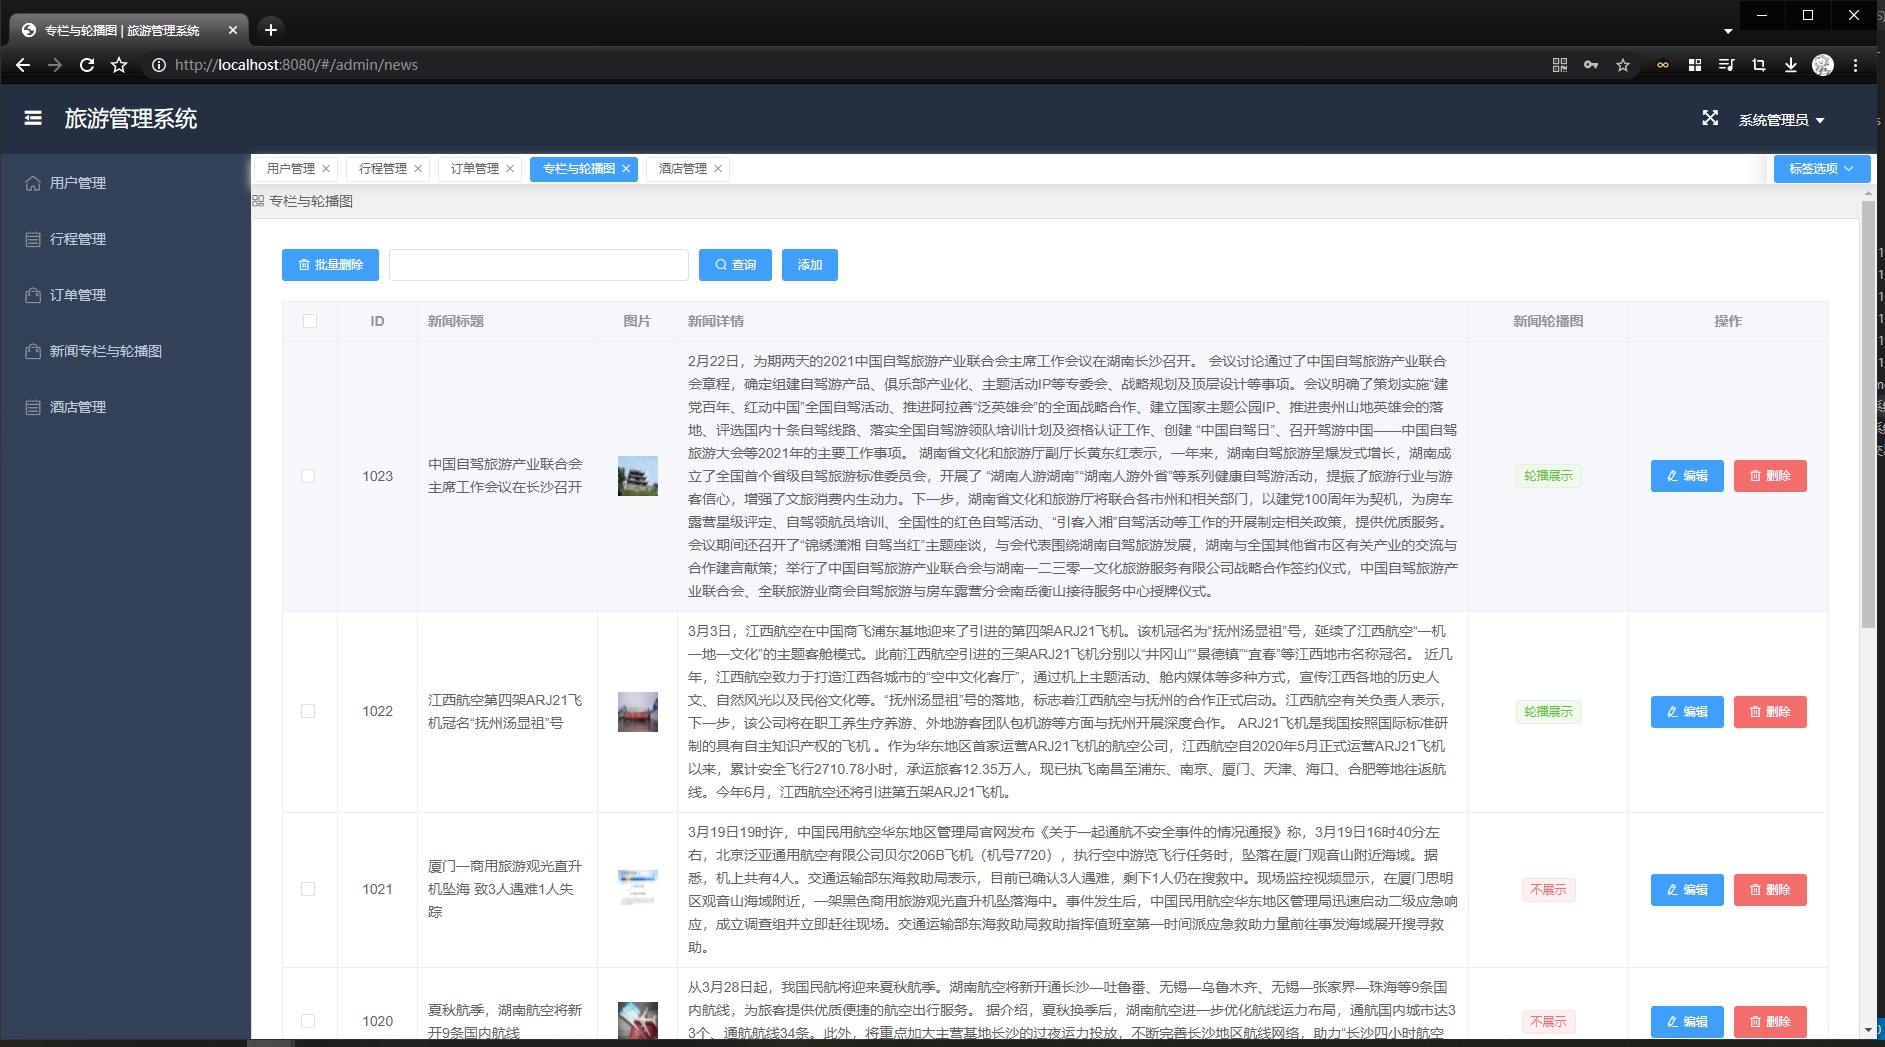 专栏与轮播图 | 旅游管理系统
http://localhost:8080/#/admin/news
旅游管理系统
系统管理员
用户管理
行程管理
订单管理
新闻专栏与轮播图
酒店管理
用户管理 行程管理 订单管理 专栏与轮播图 酒店管理
标签选项
专栏与轮播图
批量删除 查询 添加
ID 新闻标题 图片 新闻详情 新闻轮播图 操作
1023
中国自驾旅游产业联合会
主席工作会议在长沙召开
2月22日，为期两天的2021中国自驾旅游产业联合会主席工作会议在湖南长沙召开。 会议讨论通过了中国自驾旅游产业联合
会章程，确定组建自驾游产品、俱乐部产业化、主题活动IP等专委会、战略规划及顶层设计等事项。会议明确了策划实施“建
党百年、红动中国”全国自驾活动、推进阿拉善“泛英雄会”的全面战略合作、建立国家主题公园IP、推进贵州山地英雄会的落
地、评选国内十条自驾线路、落实全国自驾游领队培训计划及资格认证工作、创建 “中国自驾日”、召开驾游中国——中国自驾
旅游大会等2021年的主要工作事项。 湖南省文化和旅游厅副厅长黄东红表示，一年来，湖南自驾旅游呈爆发式增长，湖南成
立了全国首个省级自驾旅游标准委员会，开展了 “湖南人游湖南”“湖南人游外省”等系列健康自驾游活动，提振了旅游行业与游
客信心，增强了文旅消费内生动力。下一步，湖南省文化和旅游厅将联合各市州和相关部门，以建党100周年为契机，为房车
露营星级评定、自驾领航员培训、全国性的红色自驾活动、“引客入湘”自驾活动等工作的开展制定相关政策，提供优质服务。
会议期间还召开了“锦绣潇湘 自驾当红”主题座谈，与会代表围绕湖南自驾旅游发展，湖南与全国其他省市区有关产业的交流与
合作建言献策；举行了中国自驾旅游产业联合会与湖南一二三零一文化旅游服务有限公司战略合作签约仪式，中国自驾旅游产
业联合会、全联旅游业商会自驾旅游与房车露营分会南岳衡山接待服务中心授牌仪式。
轮播展示
编辑 删除
1022
江西航空第四架ARJ21飞
机冠名“抚州汤显祖”号
3月3日，江西航空在中国商飞浦东基地迎来了引进的第四架ARJ21飞机。该机冠名为“抚州汤显祖”号，延续了江西航空“一机
一地一文化”的主题客舱模式。此前江西航空引进的三架ARJ21飞机分别以“井冈山”“景德镇”“宜春”等江西地市名称冠名。 近几
年，江西航空致力于打造江西各城市的“空中文化客厅”，通过机上主题活动、舱内媒体等多种方式，宣传江西各地的历史人
文、自然风光以及民俗文化等。“抚州汤显祖”号的落地，标志着江西航空与抚州的合作正式启动。江西航空有关负责人表示，
下一步，该公司将在职工养生疗养游、外地游客团队包机游等方面与抚州开展深度合作。 ARJ21飞机是我国按照国际标准研
制的具有自主知识产权的飞机 。作为华东地区首家运营ARJ21飞机的航空公司，江西航空自2020年5月正式运营ARJ21飞机
以来，累计安全飞行2710.78小时，承运旅客12.35万人，现已执飞南昌至浦东、南京、厦门、天津、海口、合肥等地往返航
线。今年6月，江西航空还将引进第五架ARJ21飞机。
轮播展示
编辑 删除
1021
厦门一商用旅游观光直升
机坠海 致3人遇难1人失
踪
3月19日19时许，中国民用航空华东地区管理局官网发布《关于一起通航不安全事件的情况通报》称，3月19日16时40分左
右，北京泛亚通用航空有限公司贝尔206B飞机（机号7720），执行空中游览飞行任务时，坠落在厦门观音山附近海域。据
悉，机上共有4人。交通运输部东海救助局表示，目前已确认3人遇难，剩下1人仍在搜救中。现场监控视频显示，在厦门思明
区观音山海域附近，一架黑色商用旅游观光直升机坠落海中。事件发生后，中国民用航空华东地区管理局迅速启动二级应急响
应，成立调查组并立即赶往现场。交通运输部东海救助局救助指挥值班室第一时间派应急救助力量前往事发海域展开搜寻救
助。
不展示
编辑 删除
1020
夏秋航季，湖南航空将新
开9条国内航线
从3月28日起，我国民航将迎来夏秋航季。湖南航空将新开通长沙—吐鲁番、无锡—乌鲁木齐、无锡—张家界—珠海等9条国
内航线，为旅客提供优质便捷的航空出行服务。 据介绍，夏秋换季后，湖南航空进一步优化航线运力布局，通航国内城市达3
3个、通航航线34条。此外，将重点加大主营基地长沙的过夜运力投放，不断完善长沙地区航线网络，助力“长沙四小时航空
不展示
编辑 删除